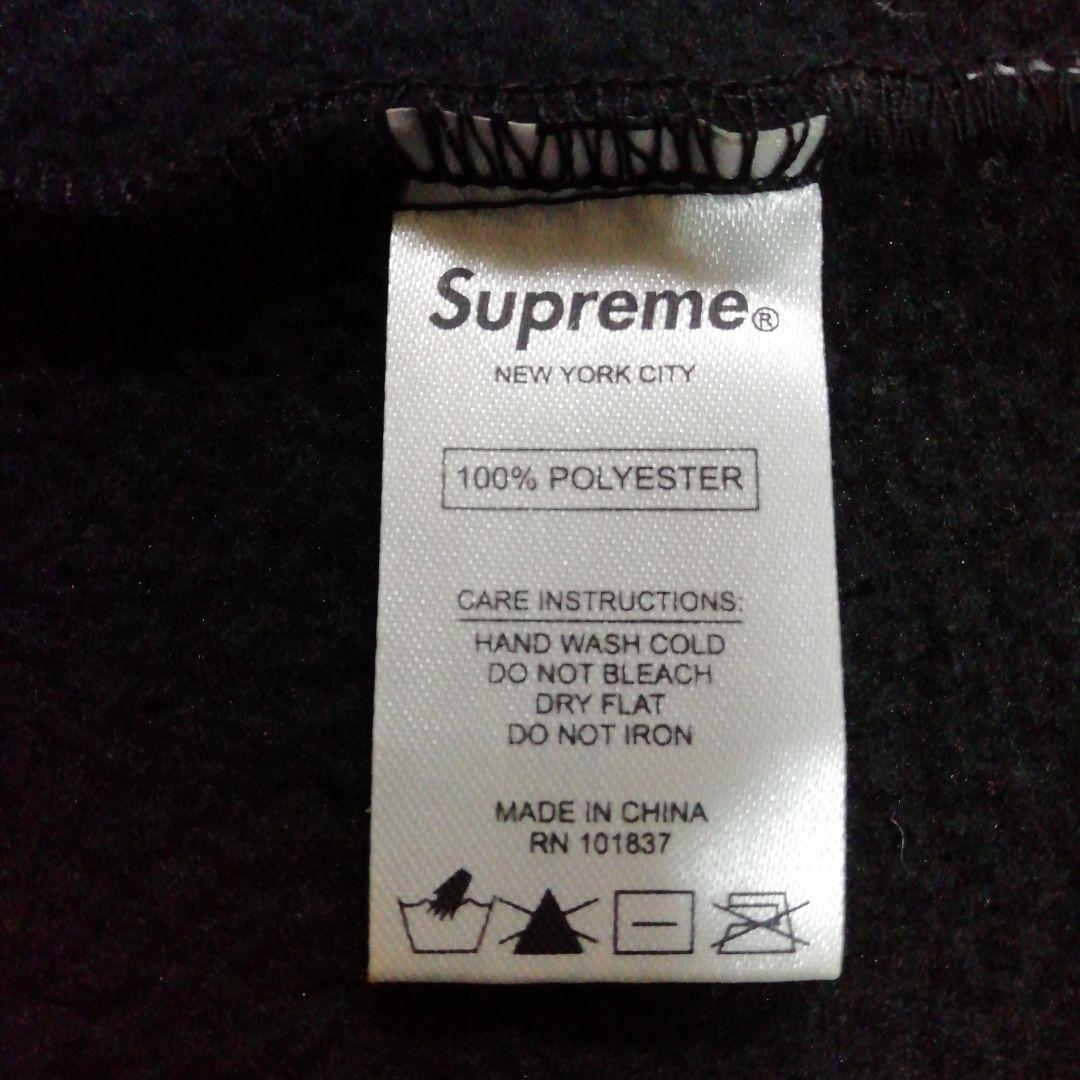 Supreme®
NEW YORK CITY
100% POLYESTER
CARE INSTRUCTIONS:
HAND WASH COLD
DO NOT BLEACH
DRY FLAT
DO NOT IRON
MADE IN CHINA
RN 101837